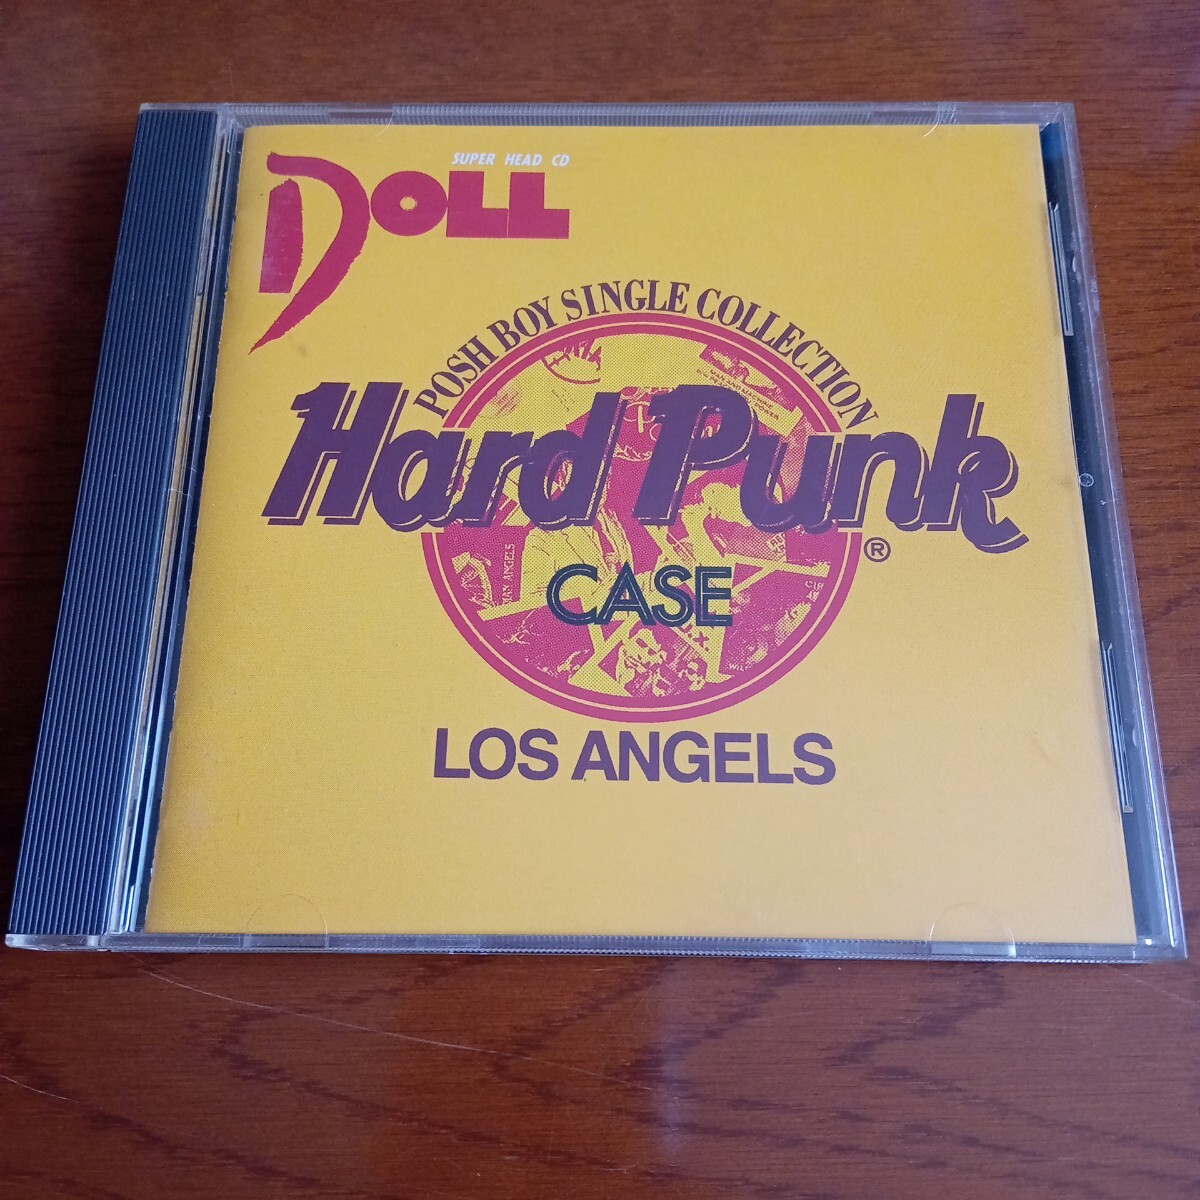 SUPER HEAD CD
DOLL
POSH BOY SINGLE COLLECTION
Hard Punk
®
CASE
LOS ANGELS